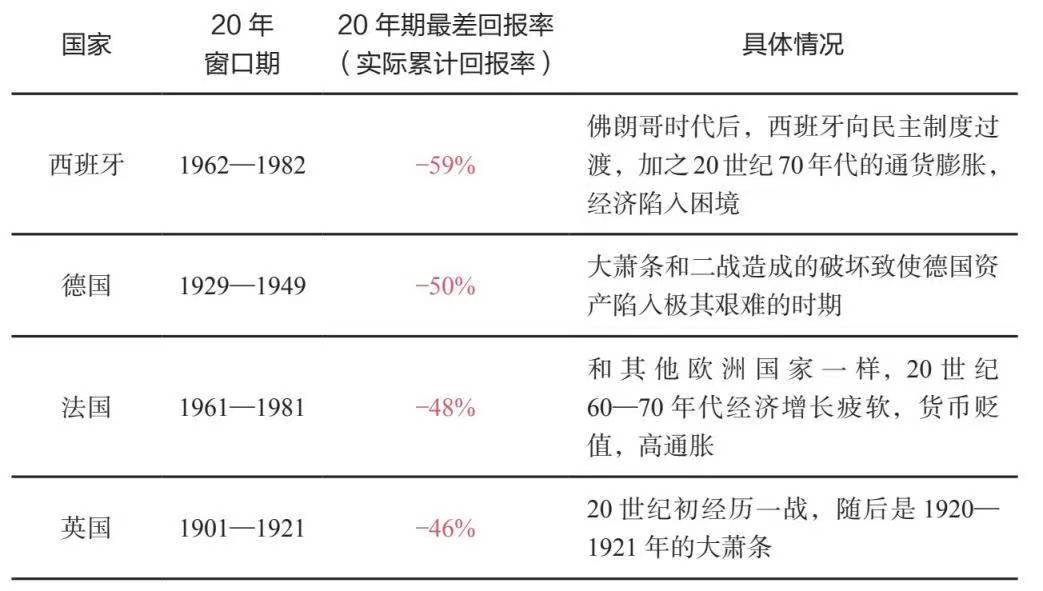 国家
20 年
窗口期
20 年期最差回报率
（实际累计回报率）
具体情况
西班牙
1962—1982
−59%
佛朗哥时代后，西班牙向民主制度过
渡，加之 20 世纪 70 年代的通货膨胀，
经济陷入困境
德国
1929—1949
−50%
大萧条和二战造成的破坏致使德国资
产陷入极其艰难的时期
法国
1961—1981
−48%
和其他欧洲国家一样，20 世纪
60—70 年代经济增长疲软，货币贬
值，高通胀
英国
1901—1921
−46%
20 世纪初经历一战，随后是 1920—
1921 年的大萧条